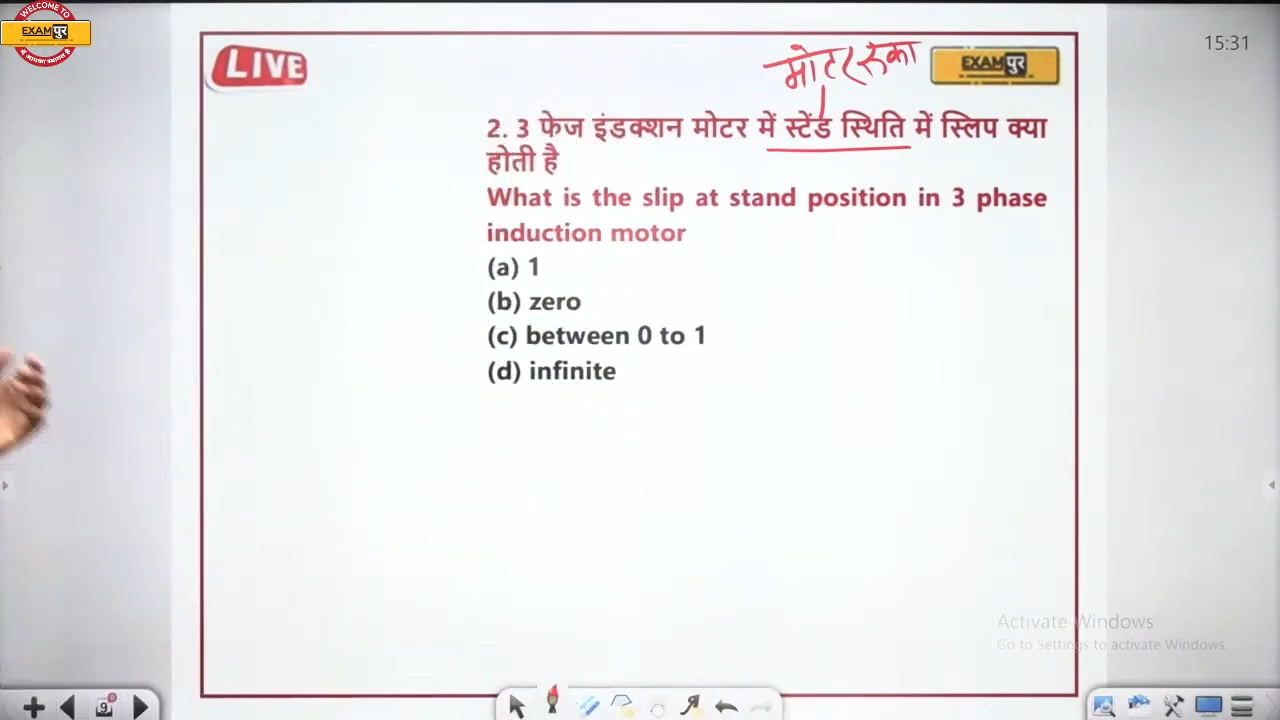 WELCOME TO
EXAMपुर
15:31
LIVE
मोटर रुका
EXAMपुर
2. 3 फेज इंडक्शन मोटर में स्टेंड स्थिति में स्लिप क्या
होती है
What is the slip at stand position in 3 phase
induction motor
(a) 1
(b) zero
(c) between 0 to 1
(d) infinite
Activate Windows
Go to Settings to activate Windows.
9
0